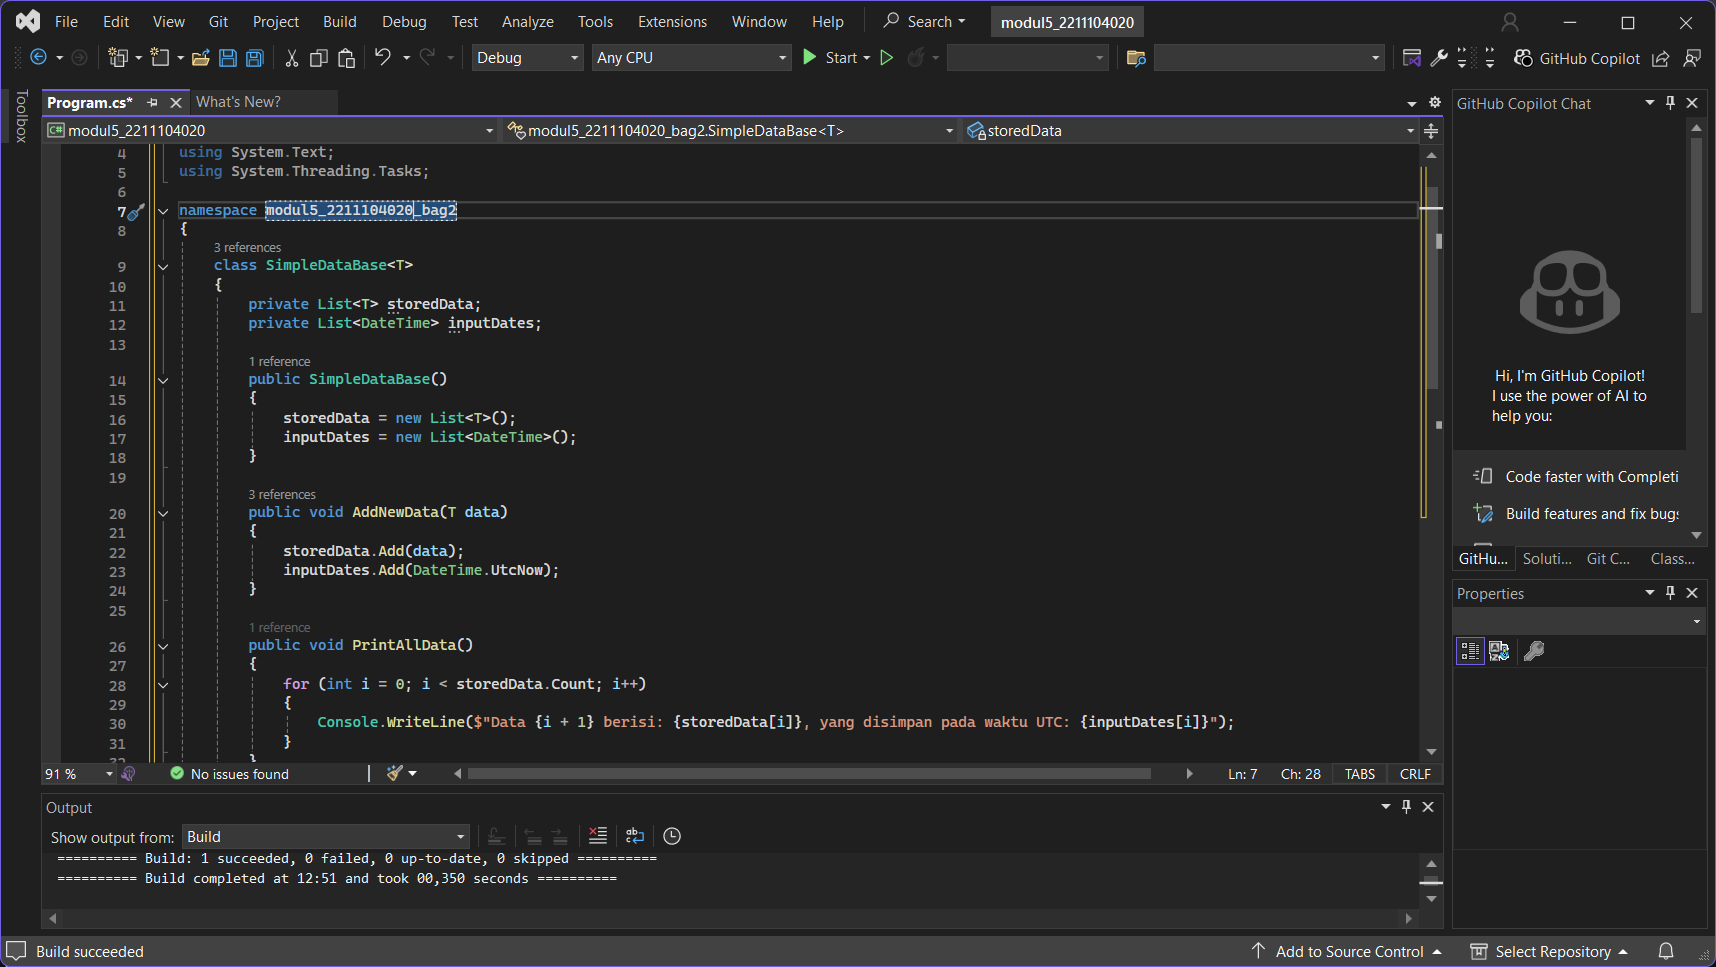 File Edit View Git Project Build Debug Test Analyze Tools Extensions Window Help Search modul5_2211104020
Debug Any CPU Start GitHub Copilot
Toolbox
Program.cs* What's New?
C# modul5_2211104020 modul5_2211104020_bag2.SimpleDataBase<T> storedData
4 using System.Text;
5 using System.Threading.Tasks;
6
7 namespace modul5_2211104020_bag2
8 {
3 references
9 class SimpleDataBase<T>
10 {
11 private List<T> storedData;
12 private List<DateTime> inputDates;
13
1 reference
14 public SimpleDataBase()
15 {
16 storedData = new List<T>();
17 inputDates = new List<DateTime>();
18 }
19
3 references
20 public void AddNewData(T data)
21 {
22 storedData.Add(data);
23 inputDates.Add(DateTime.UtcNow);
24 }
25
1 reference
26 public void PrintAllData()
27 {
28 for (int i = 0; i < storedData.Count; i++)
29 {
30 Console.WriteLine($"Data {i + 1} berisi: {storedData[i]}, yang disimpan pada waktu UTC: {inputDates[i]}");
31 }
32 }
91 % No issues found Ln: 7 Ch: 28 TABS CRLF
Output
Show output from: Build
========== Build: 1 succeeded, 0 failed, 0 up-to-date, 0 skipped ==========
========== Build completed at 12:51 and took 00,350 seconds ==========
GitHub Copilot Chat
Hi, I'm GitHub Copilot!
I use the power of AI to
help you:
Code faster with Completi
Build features and fix bugs
GitHu... Soluti... Git C... Class...
Properties
Build succeeded Add to Source Control Select Repository